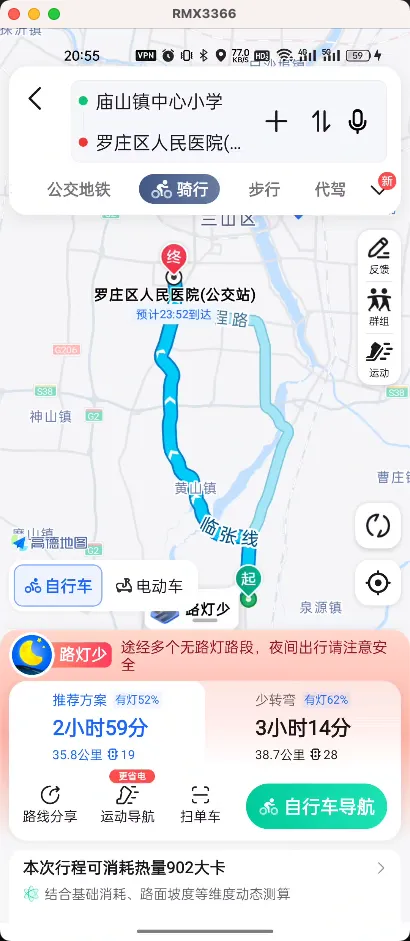 RMX3366
20:55
VPN
77.0
KB/S
HD
4G
5G
59
庙山镇中心小学
罗庄区人民医院(...
公交地铁
骑行
步行
代驾
新
三山区
终
罗庄区人民医院(公交站)
预计23:52到达
程路
反馈
群组
运动
C206
S38
G2
S38
神山镇
曹庄镇
黄山镇
临张线
高德地图
G2
起
泉源镇
自行车
电动车
路灯少
路灯少
途经多个无路灯路段，夜间出行请注意安
全
推荐方案 有灯52%
2小时59分
35.8公里 19
少转弯 有灯62%
3小时14分
38.7公里 28
更省电
路线分享
运动导航
扫单车
自行车导航
本次行程可消耗热量902大卡
结合基础消耗、路面坡度等维度动态测算